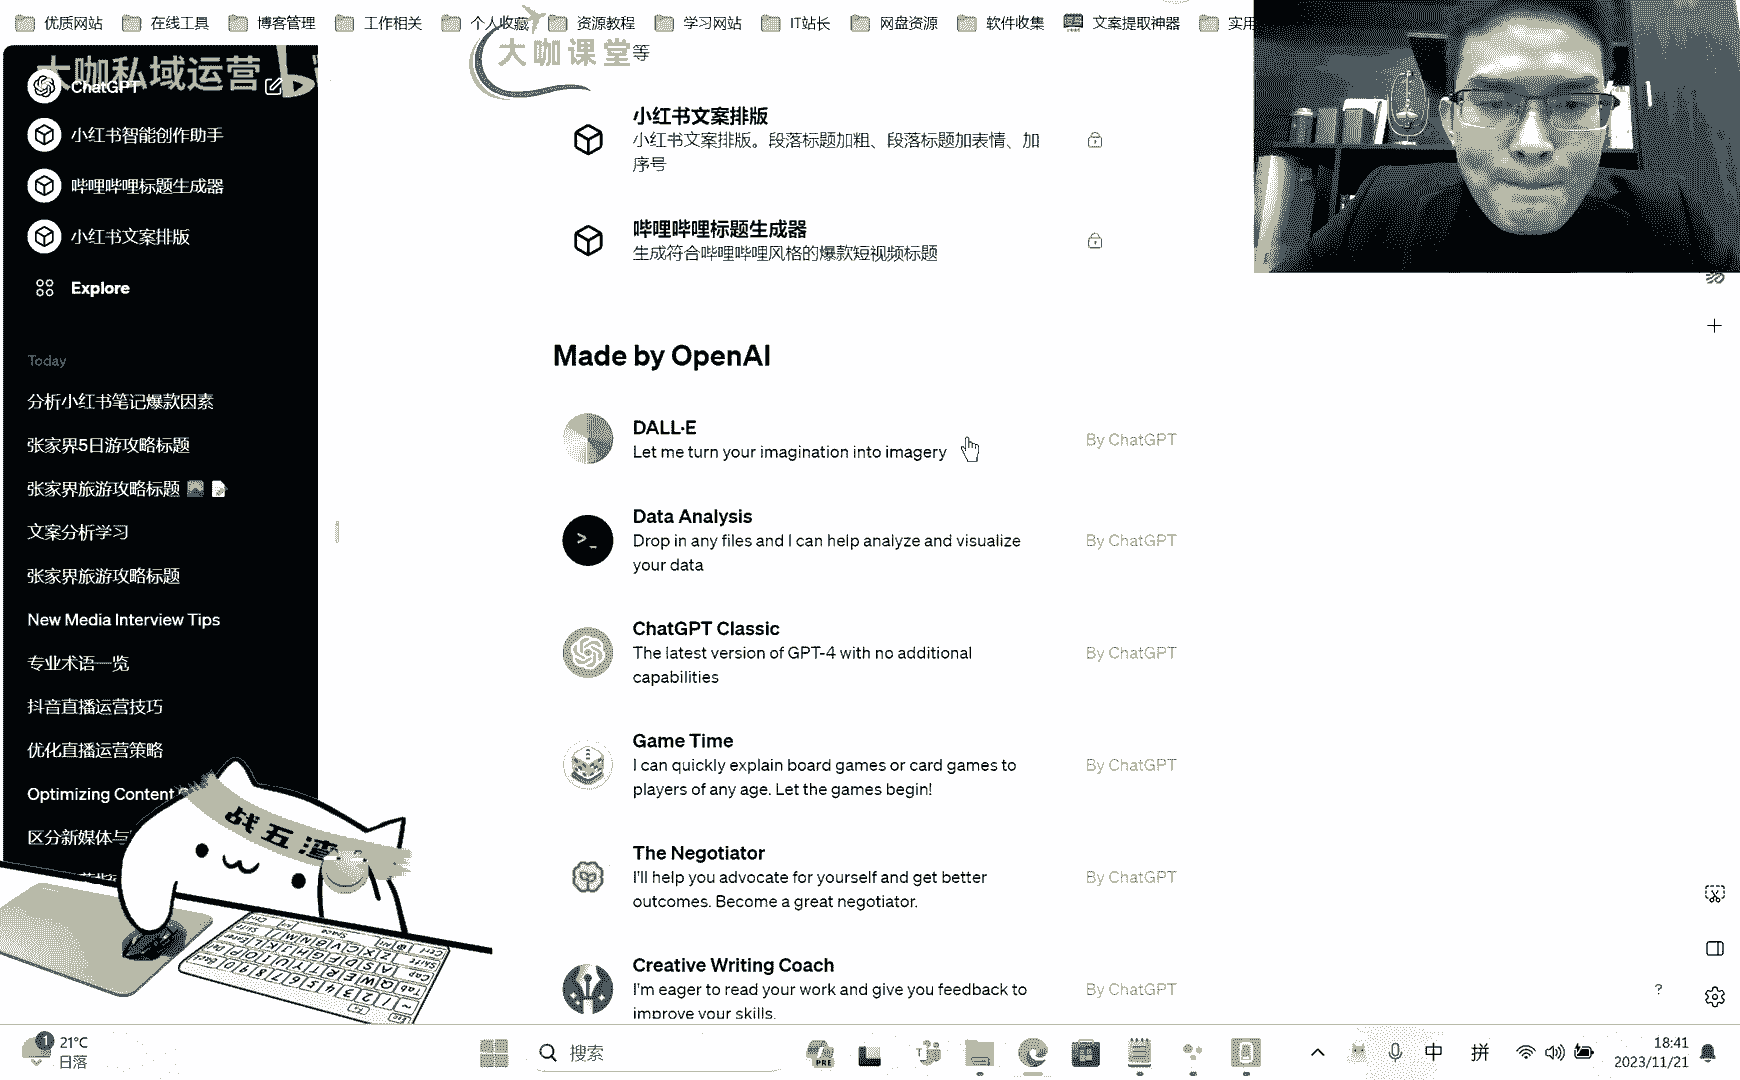 优质网站
在线工具
博客管理
工作相关
个人收藏
资源教程
学习网站
IT站长
网盘资源
软件收集
文案提取神器
实用
大咖私域运营
大咖课堂
等
ChatGPT
小红书智能创作助手
哔哩哔哩标题生成器
小红书文案排版
Explore
Today
分析小红书笔记爆款因素
张家界5日游攻略标题
张家界旅游攻略标题
文案分析学习
张家界旅游攻略标题
New Media Interview Tips
专业术语一览
抖音直播运营技巧
优化直播运营策略
Optimizing Content
区分新媒体与
小红书文案排版
小红书文案排版。段落标题加粗、段落标题加表情、加
序号
哔哩哔哩标题生成器
生成符合哔哩哔哩风格的爆款短视频标题
Made by OpenAI
DALL·E
Let me turn your imagination into imagery
By ChatGPT
Data Analysis
Drop in any files and I can help analyze and visualize
your data
By ChatGPT
ChatGPT Classic
The latest version of GPT-4 with no additional
capabilities
By ChatGPT
Game Time
I can quickly explain board games or card games to
players of any age. Let the games begin!
By ChatGPT
The Negotiator
I'll help you advocate for yourself and get better
outcomes. Become a great negotiator.
By ChatGPT
Creative Writing Coach
I'm eager to read your work and give you feedback to
improve your skills.
By ChatGPT
战五渣
?
1
21°C
日落
搜索
PRE
中
拼
18:41
2023/11/21